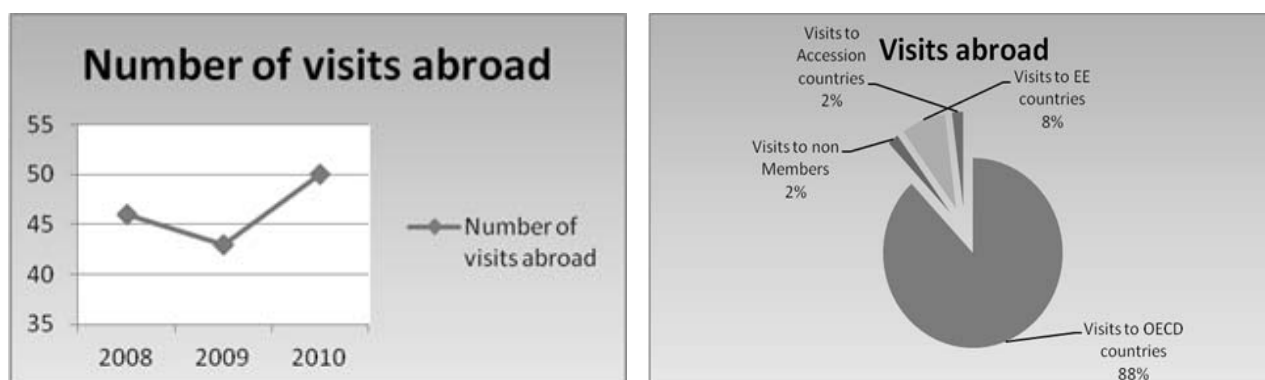 Number of visits abroad
55
50
45
40
35
2008 2009 2010
Number of
visits abroad
Visits abroad
Visits to
Accession
countries
2%
Visits to EE
countries
8%
Visits to non
Members
2%
Visits to OECD
countries
88%